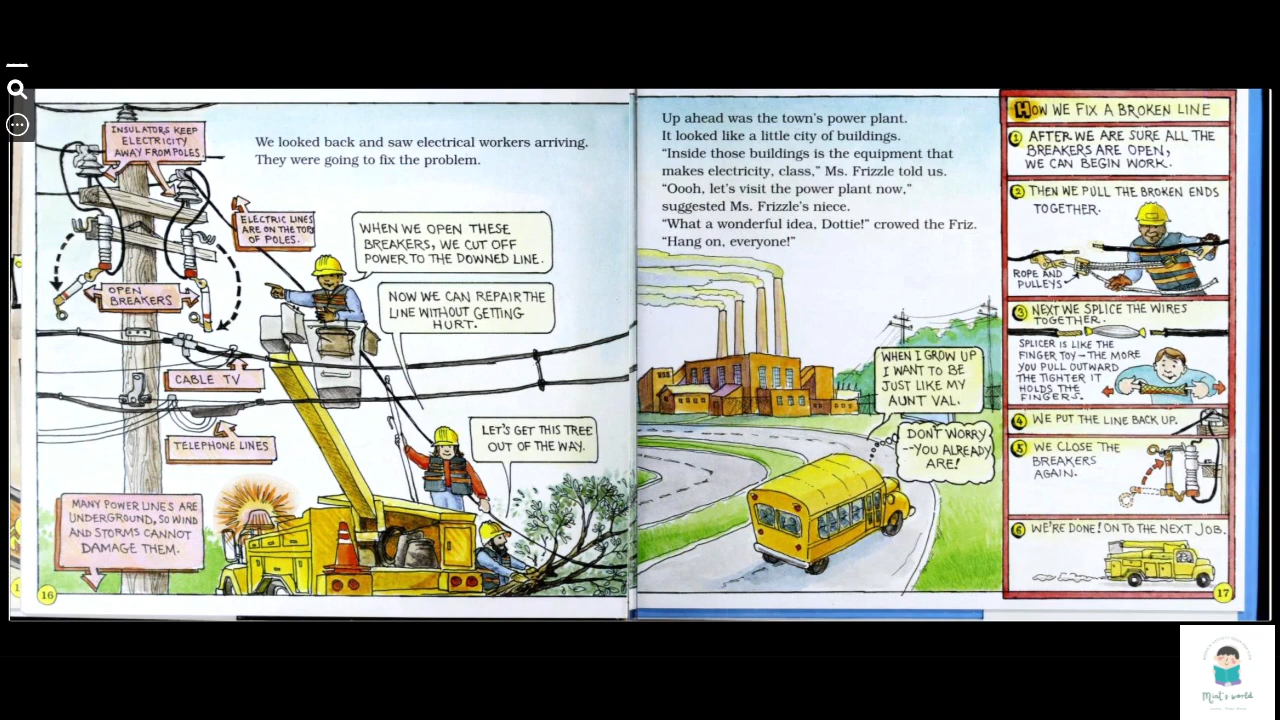 INSULATORS KEEP
ELECTRICITY
AWAY FROM POLES
We looked back and saw electrical workers arriving.
They were going to fix the problem.
ELECTRIC LINES
ARE ON THE TOPS
OF POLES.
WHEN WE OPEN THESE
BREAKERS, WE CUT OFF
POWER TO THE DOWNED LINE.
OPEN
BREAKERS
NOW WE CAN REPAIR THE
LINE WITHOUT GETTING
HURT.
CABLE TV
TELEPHONE LINES
LET'S GET THIS TREE
OUT OF THE WAY.
MANY POWER LINES ARE
UNDERGROUND, SO WIND
AND STORMS CANNOT
DAMAGE THEM.
16
Up ahead was the town's power plant.
It looked like a little city of buildings.
"Inside those buildings is the equipment that
makes electricity, class," Ms. Frizzle told us.
"Oooh, let's visit the power plant now,"
suggested Ms. Frizzle's niece.
"What a wonderful idea, Dottie!" crowed the Friz.
"Hang on, everyone!"
WHEN I GROW UP
I WANT TO BE
JUST LIKE MY
AUNT VAL.
DON'T WORRY
--YOU ALREADY
ARE!
HOW WE FIX A BROKEN LINE
1 AFTER WE ARE SURE ALL THE
BREAKERS ARE OPEN,
WE CAN BEGIN WORK.
2 THEN WE PULL THE BROKEN ENDS
TOGETHER.
ROPE AND
PULLEYS
3 NEXT WE SPLICE THE WIRES
TOGETHER.
SPLICER IS LIKE THE
FINGER TOY — THE MORE
YOU PULL OUTWARD
THE TIGHTER IT
HOLDS THE
FINGERS.
4 WE PUT THE LINE BACK UP.
5 WE CLOSE THE
BREAKERS
AGAIN.
6 WE'RE DONE! ON TO THE NEXT JOB.
17
Mint's world